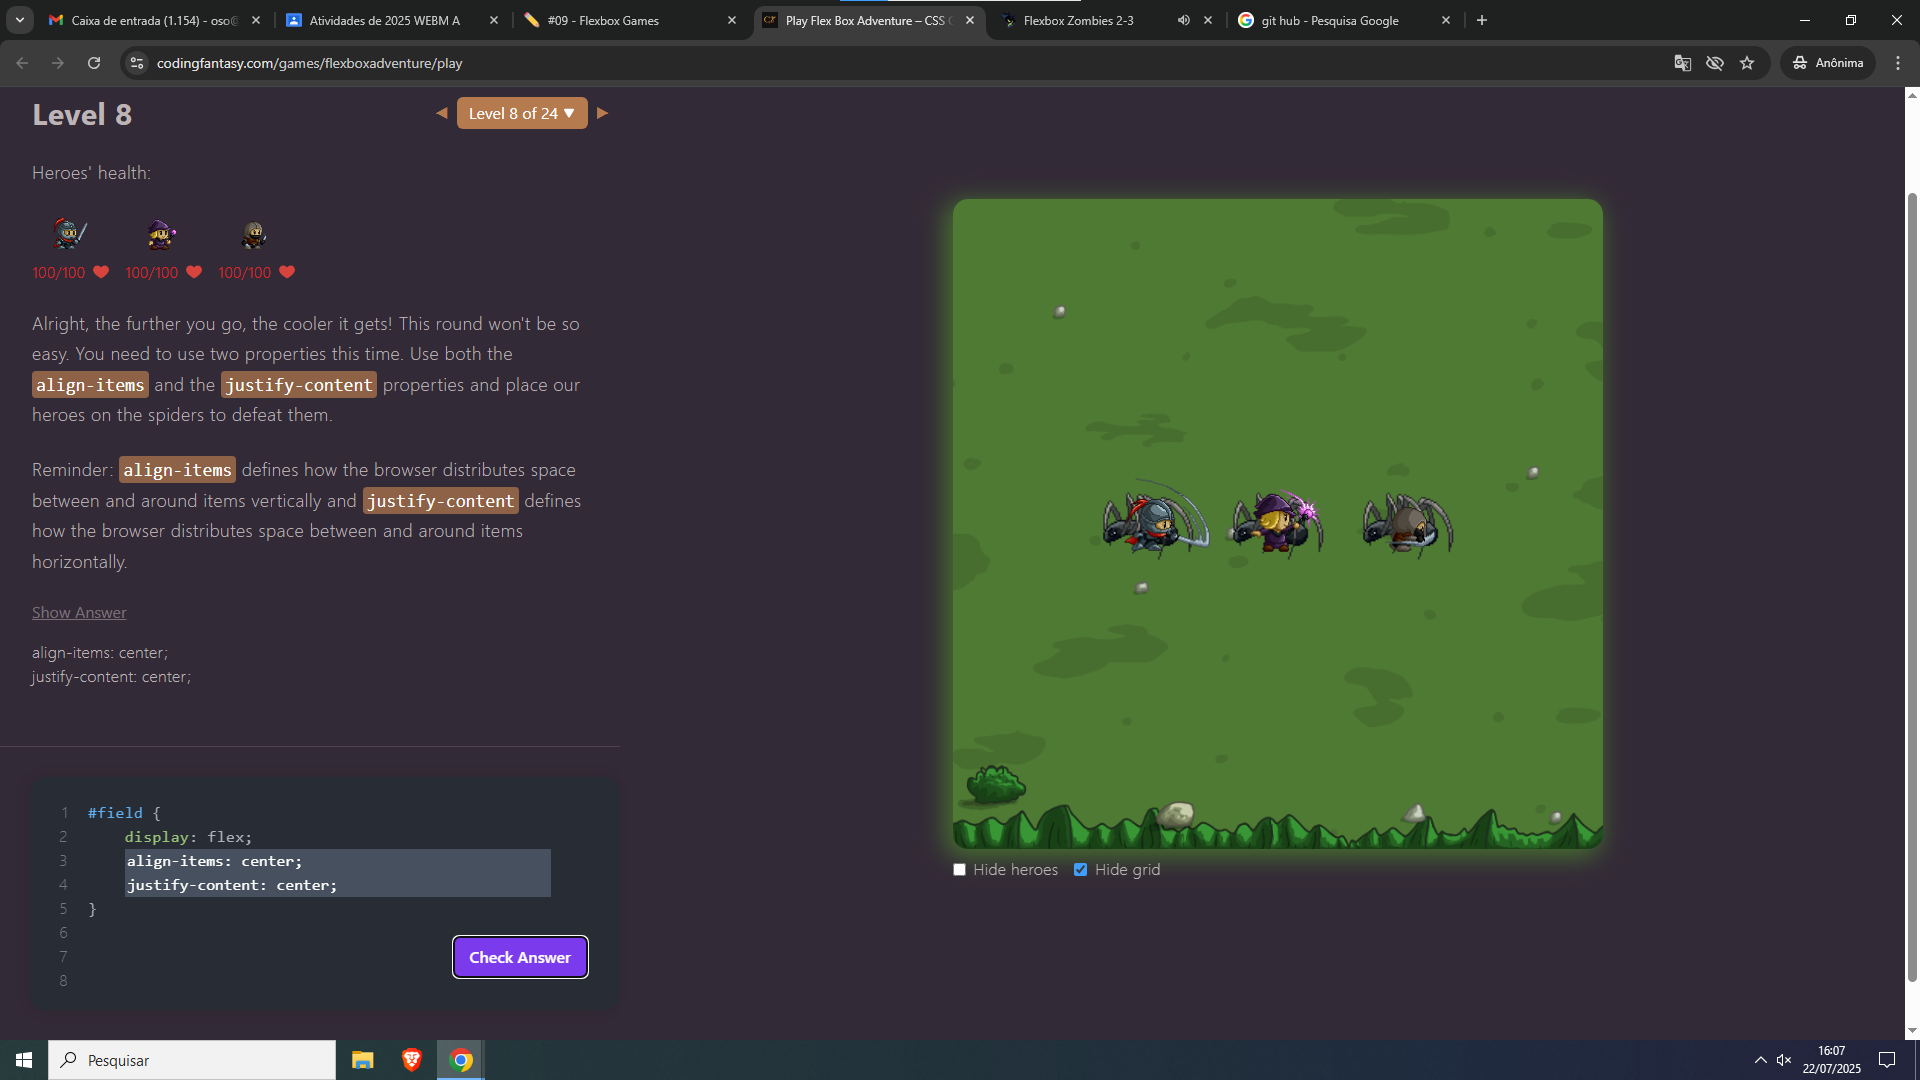 Caixa de entrada (1.154) - oso@
Atividades de 2025 WEBM A
#09 - Flexbox Games
Play Flex Box Adventure – CSS G
Flexbox Zombies 2-3
git hub - Pesquisa Google
codingfantasy.com/games/flexboxadventure/play
Anônima
Level 8
Level 8 of 24 ▼
Heroes' health:
100/100
100/100
100/100
Alright, the further you go, the cooler it gets! This round won't be so
easy. You need to use two properties this time. Use both the
align-items and the justify-content properties and place our
heroes on the spiders to defeat them.
Reminder: align-items defines how the browser distributes space
between and around items vertically and justify-content defines
how the browser distributes space between and around items
horizontally.
Show Answer
align-items: center;
justify-content: center;
1 #field {
2 display: flex;
3 align-items: center;
4 justify-content: center;
5 }
6
7
8
Check Answer
Hide heroes
Hide grid
Pesquisar
16:07
22/07/2025